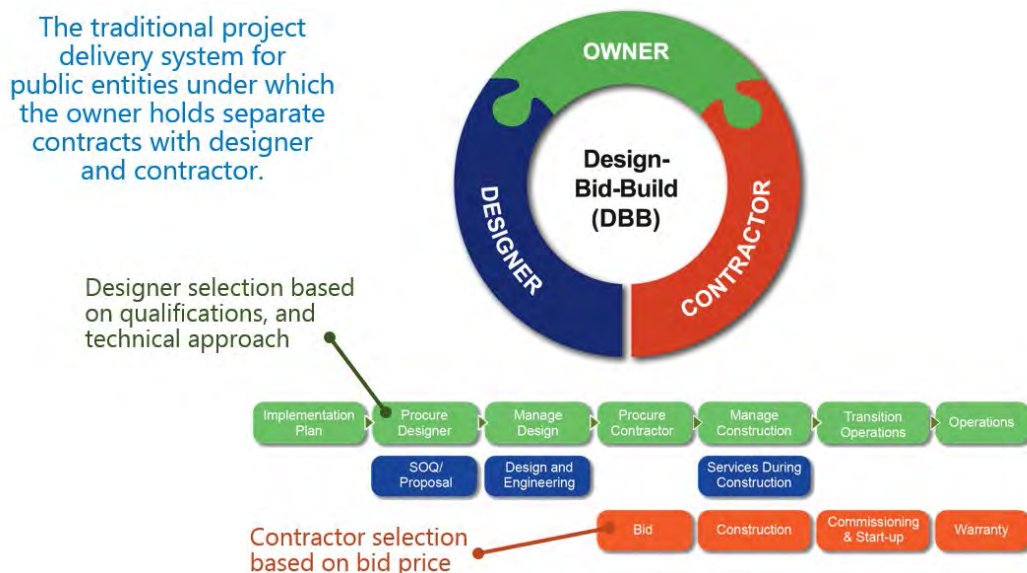 The traditional project
delivery system for
public entities under which
the owner holds separate
contracts with designer
and contractor.
OWNER
DESIGNER
CONTRACTOR
Design-
Bid-Build
(DBB)
Designer selection based
on qualifications, and
technical approach
Implementation
Plan
Procure
Designer
Manage
Design
Procure
Contractor
Manage
Construction
Transition
Operations
Operations
SOQ/
Proposal
Design and
Engineering
Services During
Construction
Contractor selection
based on bid price
Bid
Construction
Commissioning
& Start-up
Warranty